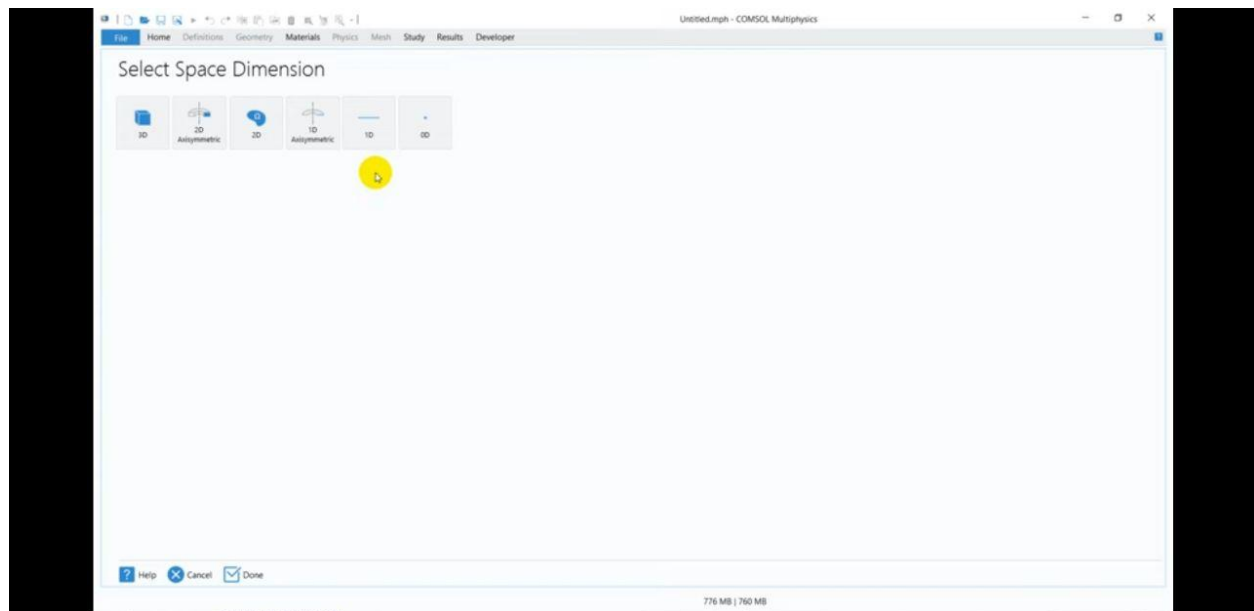 Untitled.mph - COMSOL Multiphysics
File Home Definitions Geometry Materials Physics Mesh Study Results Developer
Select Space Dimension
3D
2D Axisymmetric
2D
1D Axisymmetric
1D
0D
? Help Cancel Done
776 MB | 760 MB